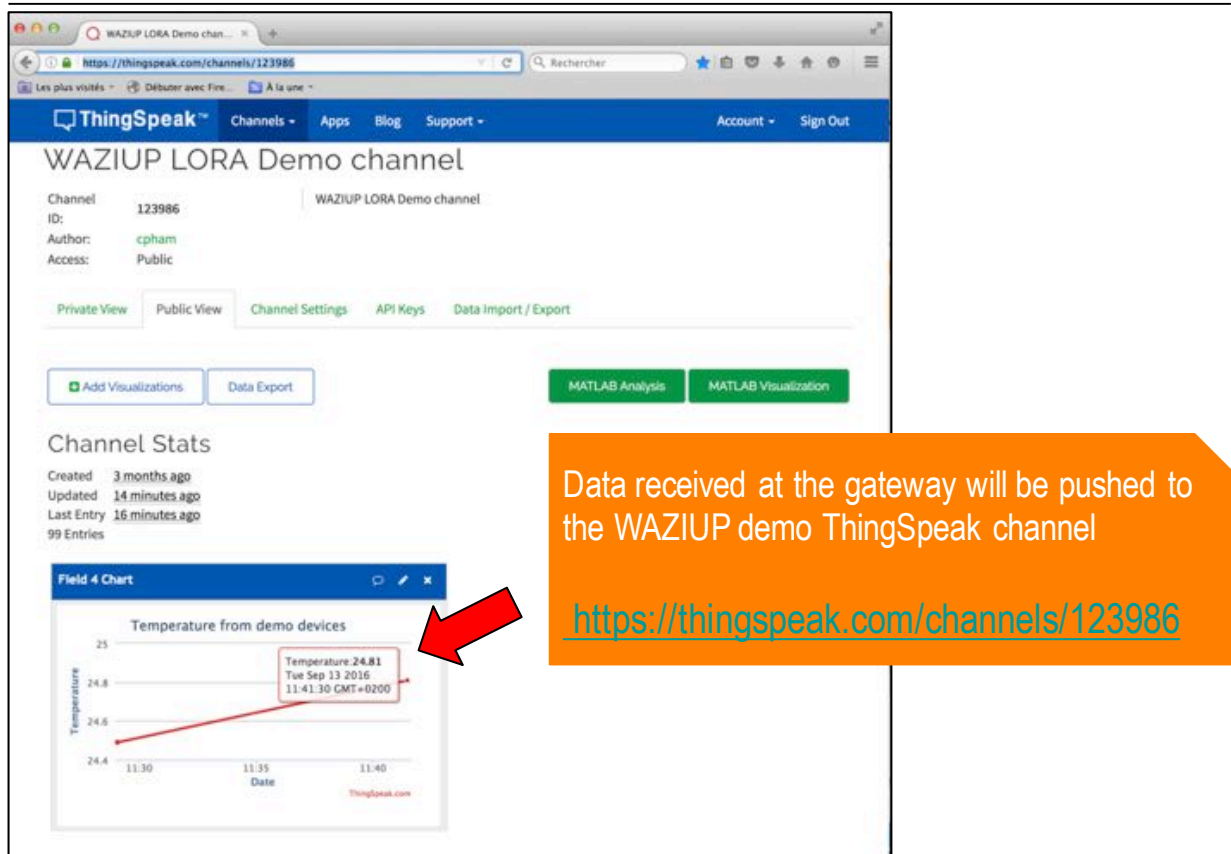 WAZIUP LORA Demo chan...
https://thingspeak.com/channels/123986
Rechercher
Les plus visités
Débuter avec Fire...
À la une
ThingSpeak™ Channels Apps Blog Support Account Sign Out
WAZIUP LORA Demo channel
Channel ID: 123986
WAZIUP LORA Demo channel
Author: cpham
Access: Public
Private View Public View Channel Settings API Keys Data Import / Export
Add Visualizations Data Export MATLAB Analysis MATLAB Visualization
Channel Stats
Created 3 months ago
Updated 14 minutes ago
Last Entry 16 minutes ago
99 Entries
Field 4 Chart
Temperature from demo devices
Temperature
25
24.8
24.6
24.4
Temperature:24.81
Tue Sep 13 2016
11:41:30 GMT+0200
11:30 11:35 11:40
Date
ThingSpeak.com
Data received at the gateway will be pushed to
the WAZIUP demo ThingSpeak channel
https://thingspeak.com/channels/123986